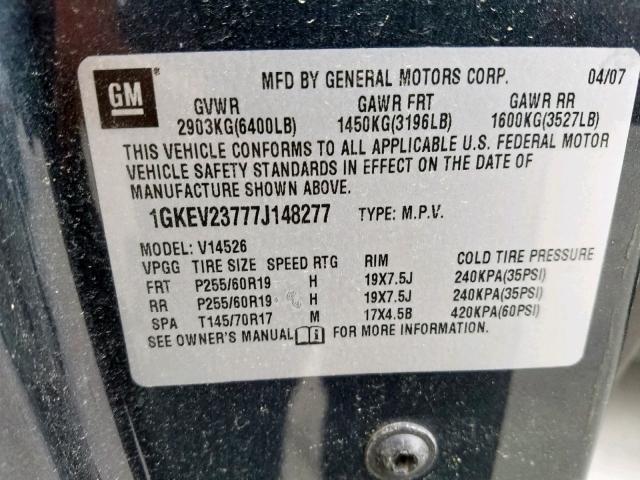 GM® MFD BY GENERAL MOTORS CORP. 04/07
GVWR GAWR FRT GAWR RR
2903KG(6400LB) 1450KG(3196LB) 1600KG(3527LB)
THIS VEHICLE CONFORMS TO ALL APPLICABLE U.S. FEDERAL MOTOR
VEHICLE SAFETY STANDARDS IN EFFECT ON THE DATE OF
MANUFACTURE SHOWN ABOVE.
1GKEV23777J148277 TYPE: M.P.V.
MODEL: V14526
VPGG TIRE SIZE SPEED RTG RIM COLD TIRE PRESSURE
FRT P255/60R19 H 19X7.5J 240KPA(35PSI)
RR P255/60R19 H 19X7.5J 240KPA(35PSI)
SPA T145/70R17 M 17X4.5B 420KPA(60PSI)
SEE OWNER'S MANUAL i FOR MORE INFORMATION.